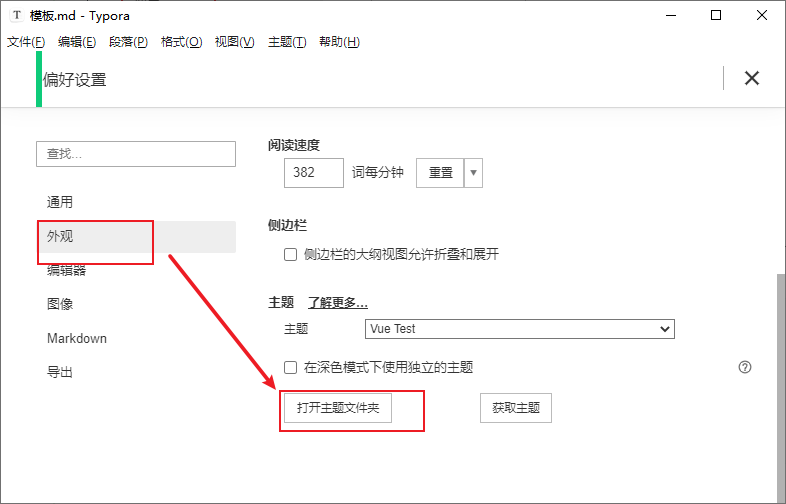 T 模板.md - Typora
文件(F) 编辑(E) 段落(P) 格式(O) 视图(V) 主题(T) 帮助(H)
偏好设置
查找...
通用
外观
编辑器
图像
Markdown
导出
阅读速度
382 词每分钟 重置
侧边栏
侧边栏的大纲视图允许折叠和展开
主题 了解更多...
主题 Vue Test
在深色模式下使用独立的主题
打开主题文件夹 获取主题